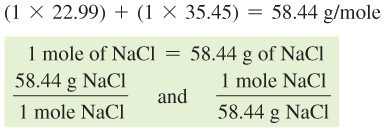 (1 × 22.99) + (1 × 35.45) = 58.44 g/mole
1 mole of NaCl = 58.44 g of NaCl
58.44 g NaCl / 1 mole NaCl and 1 mole NaCl / 58.44 g NaCl